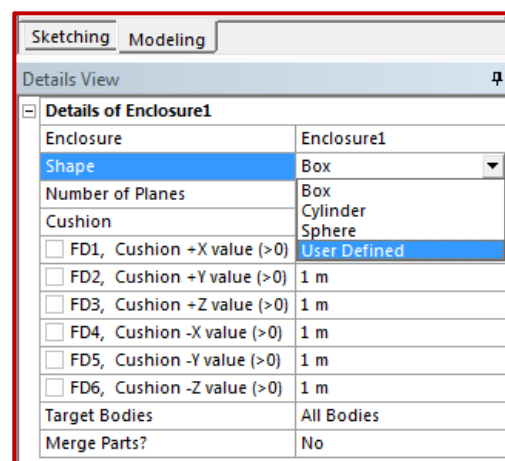 Sketching Modeling
Details View
Details of Enclosure1
Enclosure Enclosure1
Shape Box
Number of Planes Box
Cylinder
Cushion Sphere
FD1, Cushion +X value (>0) User Defined
FD2, Cushion +Y value (>0) 1 m
FD3, Cushion +Z value (>0) 1 m
FD4, Cushion -X value (>0) 1 m
FD5, Cushion -Y value (>0) 1 m
FD6, Cushion -Z value (>0) 1 m
Target Bodies All Bodies
Merge Parts? No